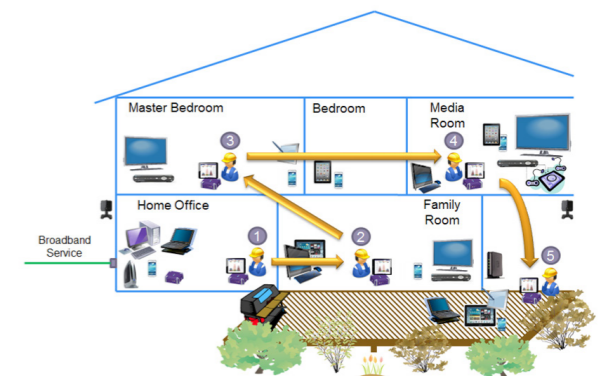 Master Bedroom
Bedroom
Media
Room
3
4
Home Office
Family
Room
1
2
5
Broadband
Service